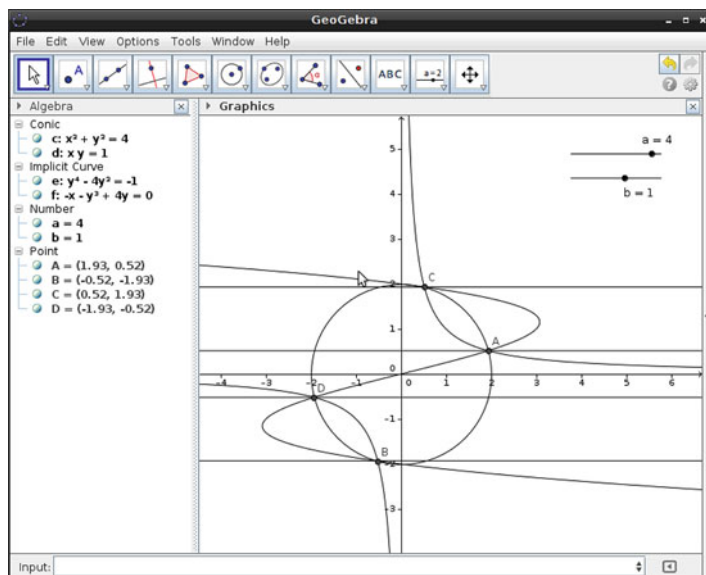 GeoGebra
File Edit View Options Tools Window Help
A
α
ABC
a=2
Algebra
Graphics
Conic
c: x² + y² = 4
d: x y = 1
Implicit Curve
e: y⁴ - 4y² = -1
f: -x - y³ + 4y = 0
Number
a = 4
b = 1
Point
A = (1.93, 0.52)
B = (-0.52, -1.93)
C = (0.52, 1.93)
D = (-1.93, -0.52)
a = 4
b = 1
5
4
3
2
C
1
A
0
-4 -3 -2 -1 0 1 2 3 4 5 6
D
-1
B
-2
-3
Input: